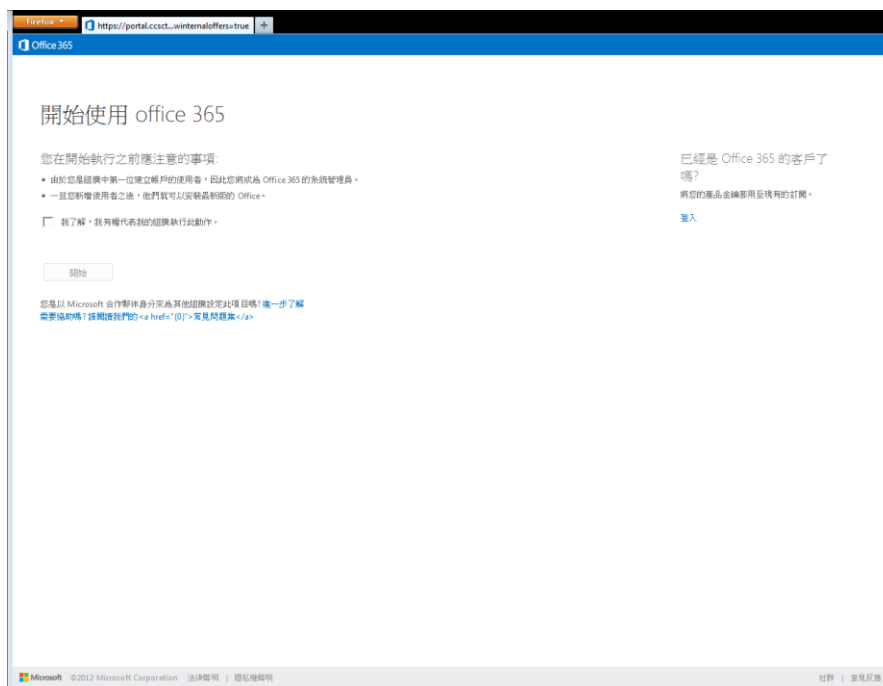 Firefox
https://portal.ccsct...winternaloffers=true
Office 365
開始使用 office 365
您在開始執行之前應注意的事項:
• 由於您是組織中第一位建立帳戶的使用者，因此您將成為 Office 365 的系統管理員。
• 一旦您新增使用者之後，他們就可以安裝最新版的 Office。
我了解，我有權代表我的組織執行此動作。
開始
您是以 Microsoft 合作夥伴身分來為其他組織設定此項目嗎? 進一步了解
需要協助嗎? 請閱讀我們的 <a href="{0}">常見問題集</a>
已經是 Office 365 的客戶了
嗎?
將您的產品金鑰套用至現有的訂閱。
登入
Microsoft ©2012 Microsoft Corporation 法律聲明 | 隱私權聲明
社群 | 意見反應